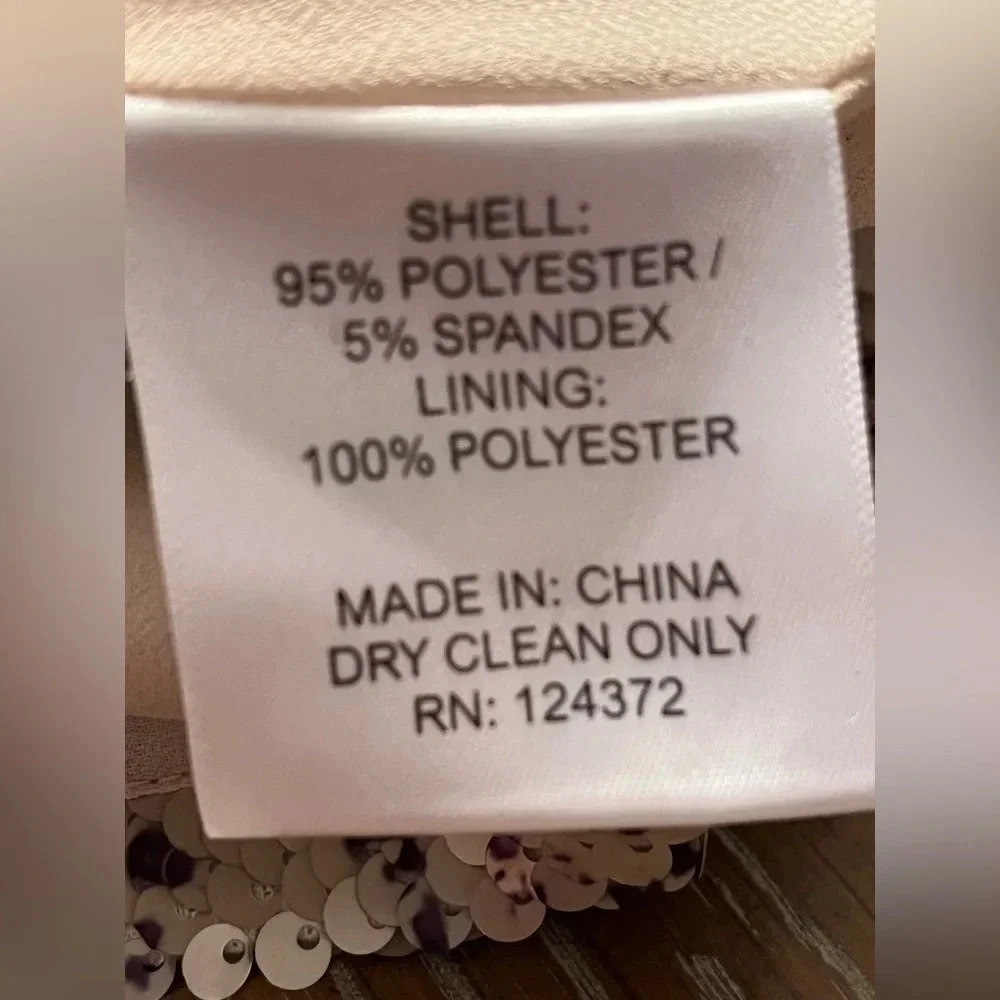 SHELL:
95% POLYESTER /
5% SPANDEX
LINING:
100% POLYESTER
MADE IN: CHINA
DRY CLEAN ONLY
RN: 124372